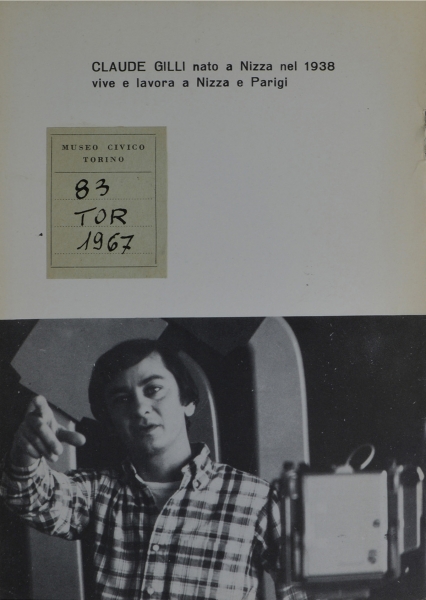 CLAUDE GILLI nato a Nizza nel 1938
vive e lavora a Nizza e Parigi
MUSEO CIVICO
TORINO
83
TOR
1967